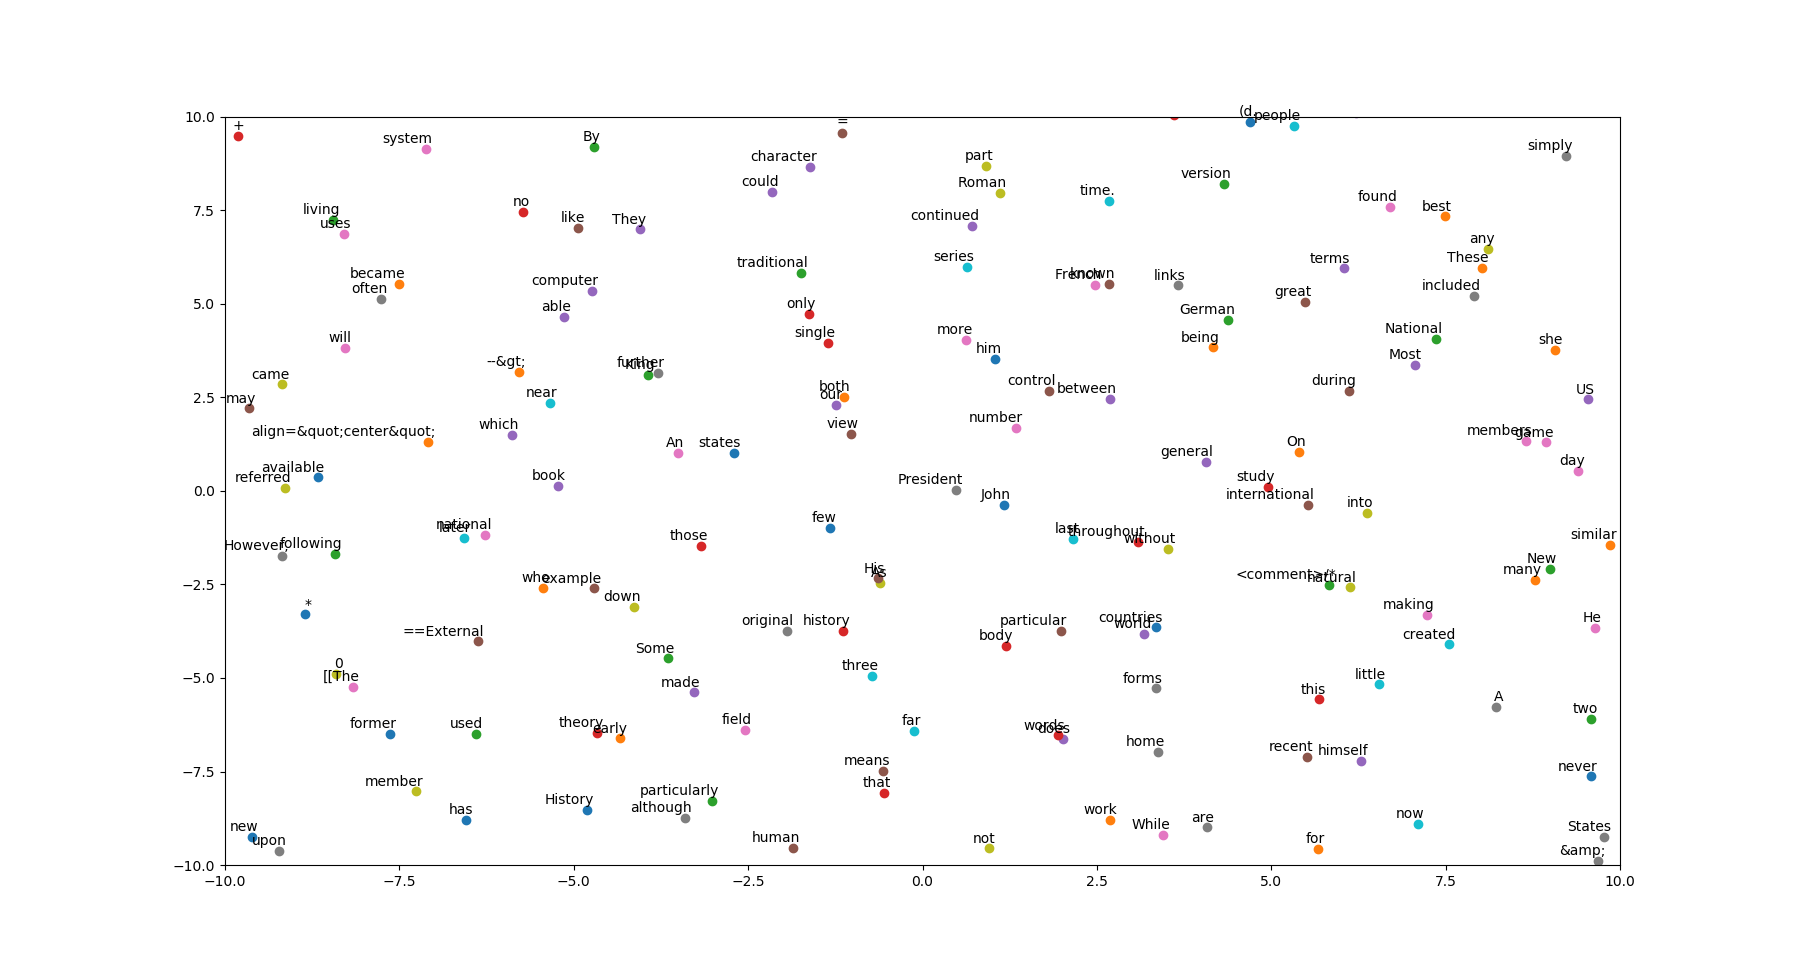 (d,
people
10.0
+
=
system
By
simply
character
part
could
Roman
version
time.
living
no
found
best
7.5
uses
like
They
continued
any
traditional
series
terms
These
became
computer
French
known
links
often
great
included
5.0
able
only
German
will
single
more
being
National
she
him
Most
--&gt;
further
King
came
near
both
control
between
during
US
may
our
2.5
align=&quot;center&quot;
which
view
number
members
game
An
states
On
general
day
available
referred
book
President
study
0.0
John
international
into
national
later
few
last
throughout
those
without
similar
However,
following
New
who
example
His
As
<comment>/*
natural
many
-2.5
*
down
making
original
history
particular
countries
world
He
==External
body
created
Some
0
[[The
three
-5.0
made
forms
little
this
A
former
used
theory
early
field
far
words
does
two
home
recent
himself
means
never
-7.5
member
that
particularly
has
History
although
work
While
are
now
new
upon
human
not
for
States
&amp;
-10.0
-10.0 -7.5 -5.0 -2.5 0.0 2.5 5.0 7.5 10.0